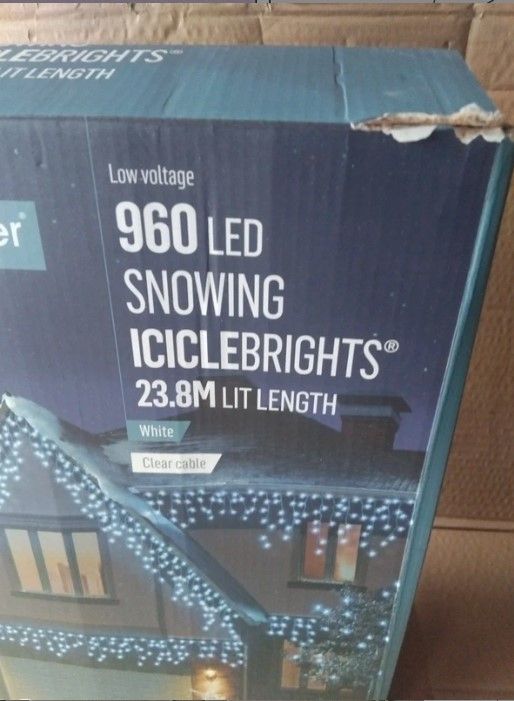 LEBRIGHTS®
LIT LENGTH
er®
Low voltage
960 LED
SNOWING
ICICLEBRIGHTS®
23.8M LIT LENGTH
White
Clear cable